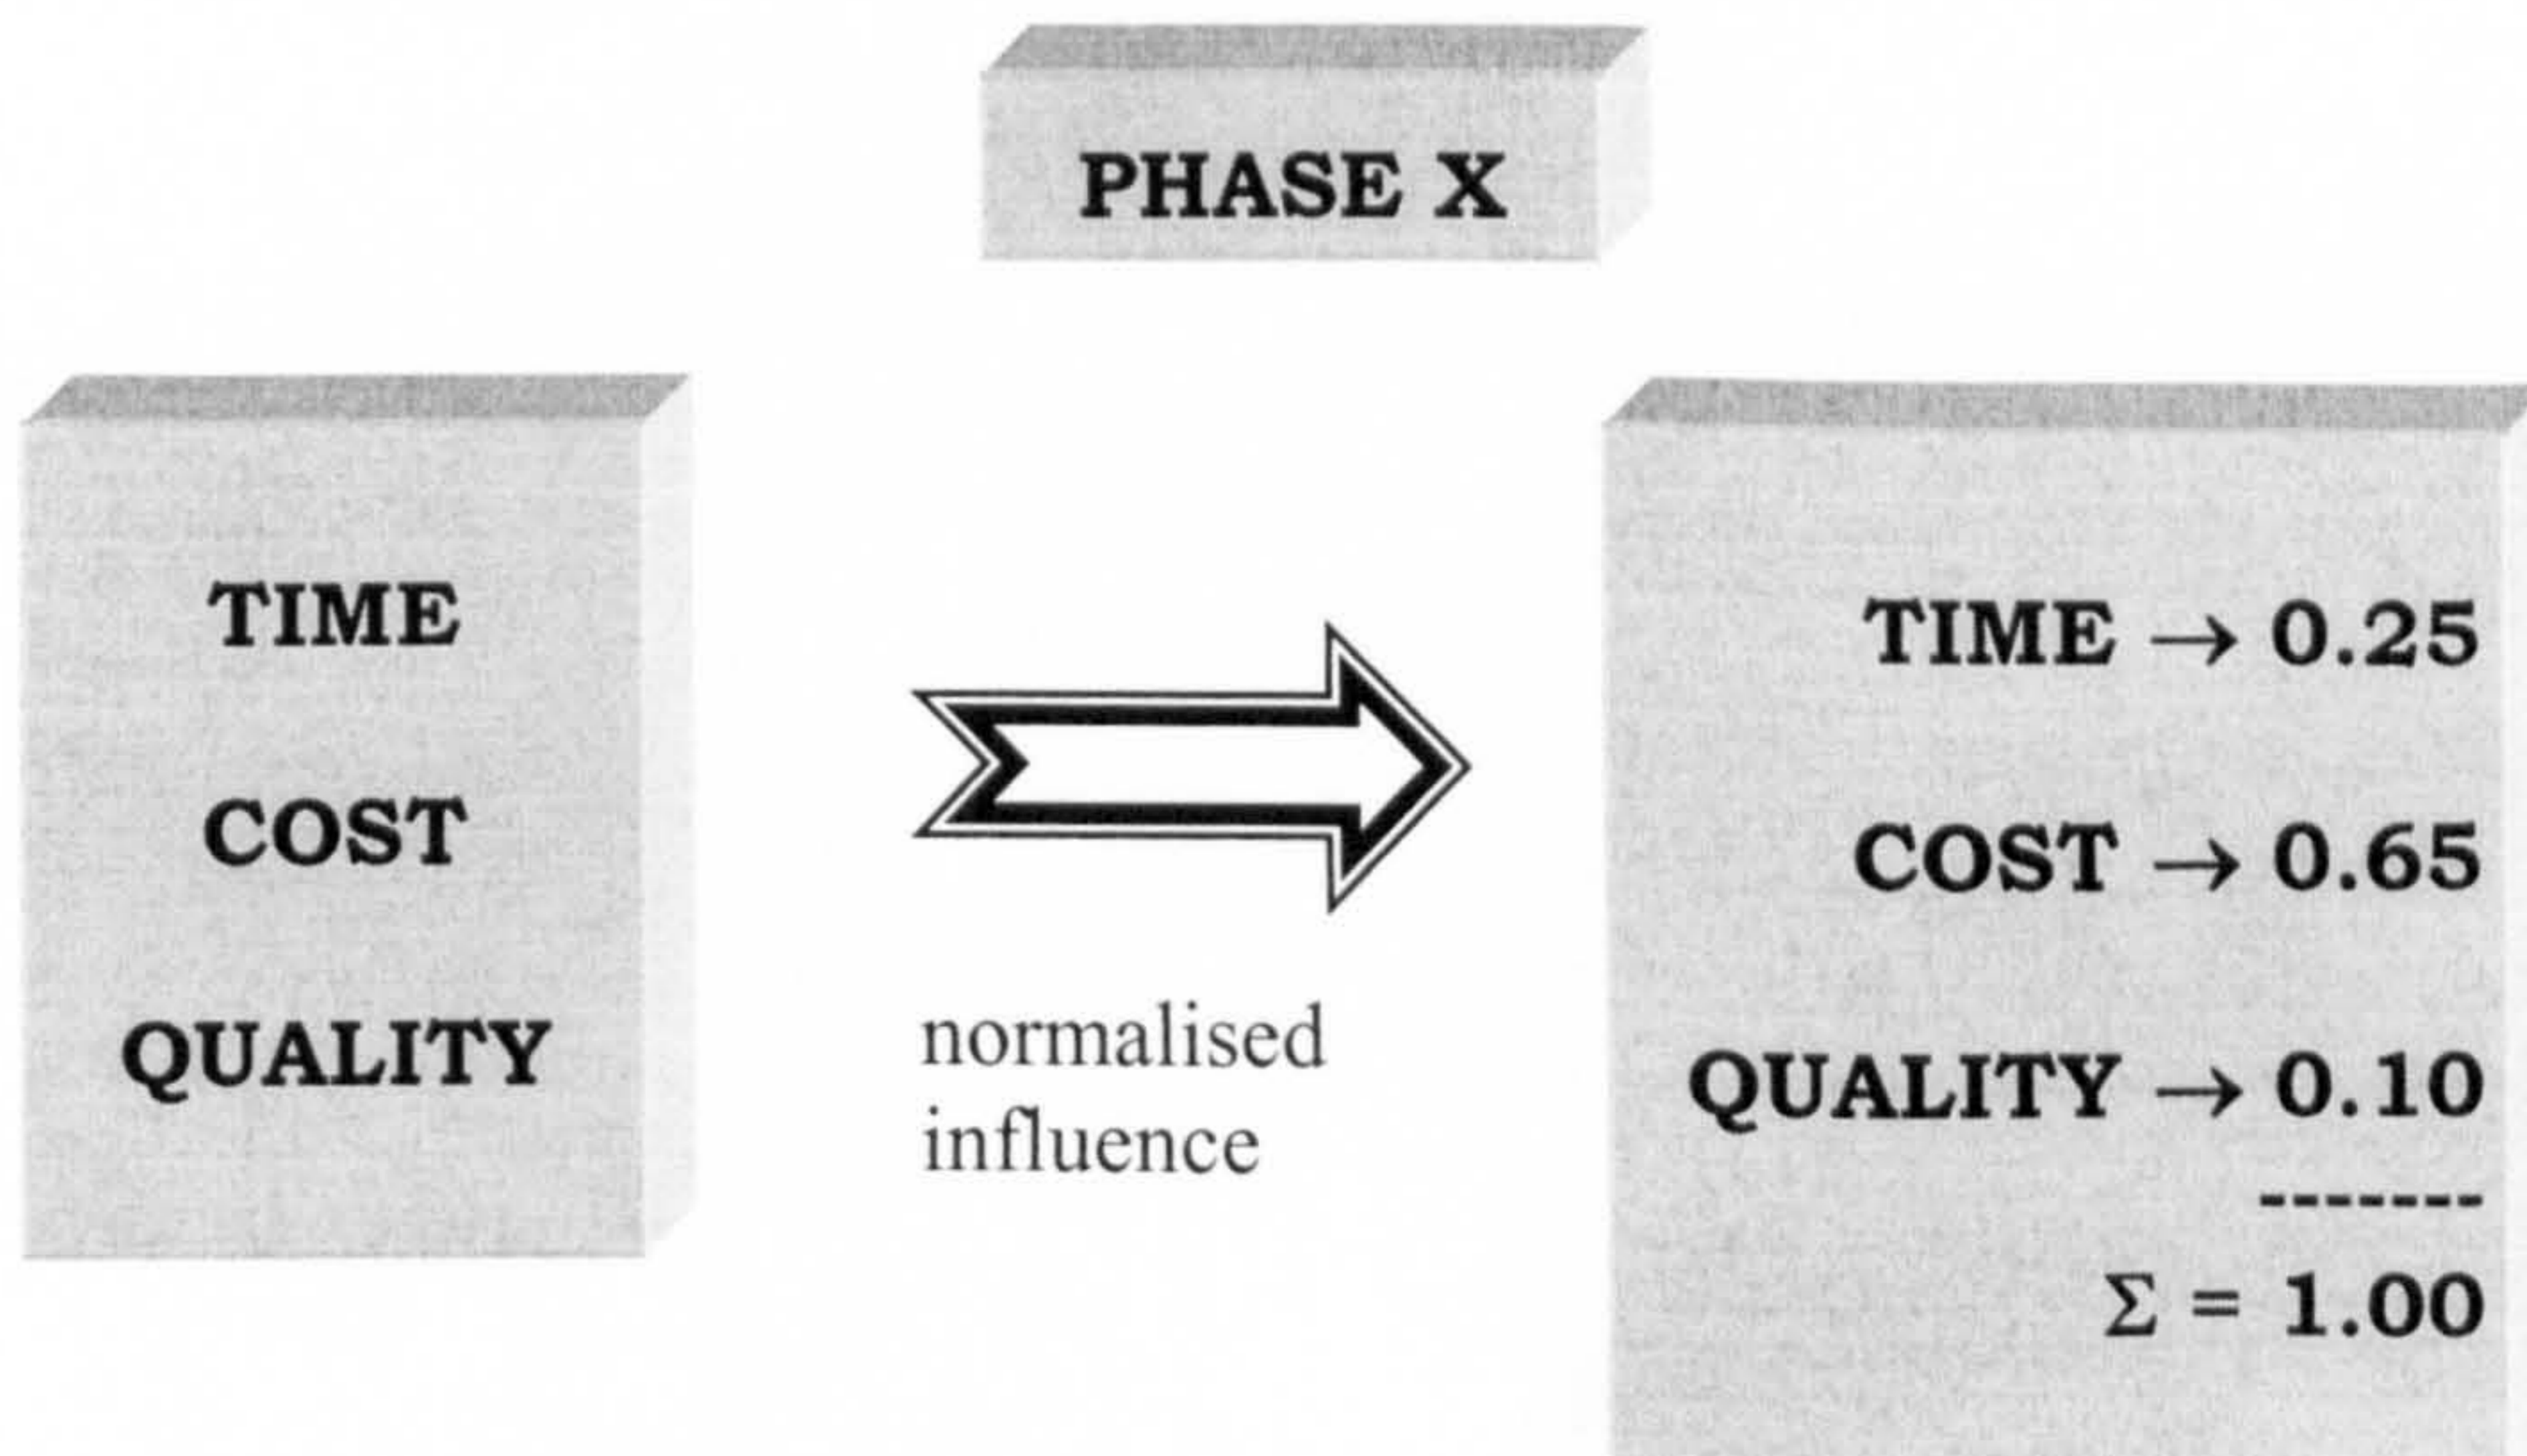 PHASE X
TIME
COST
QUALITY
normalised
influence
TIME → 0.25
COST → 0.65
QUALITY → 0.10
-------
Σ = 1.00